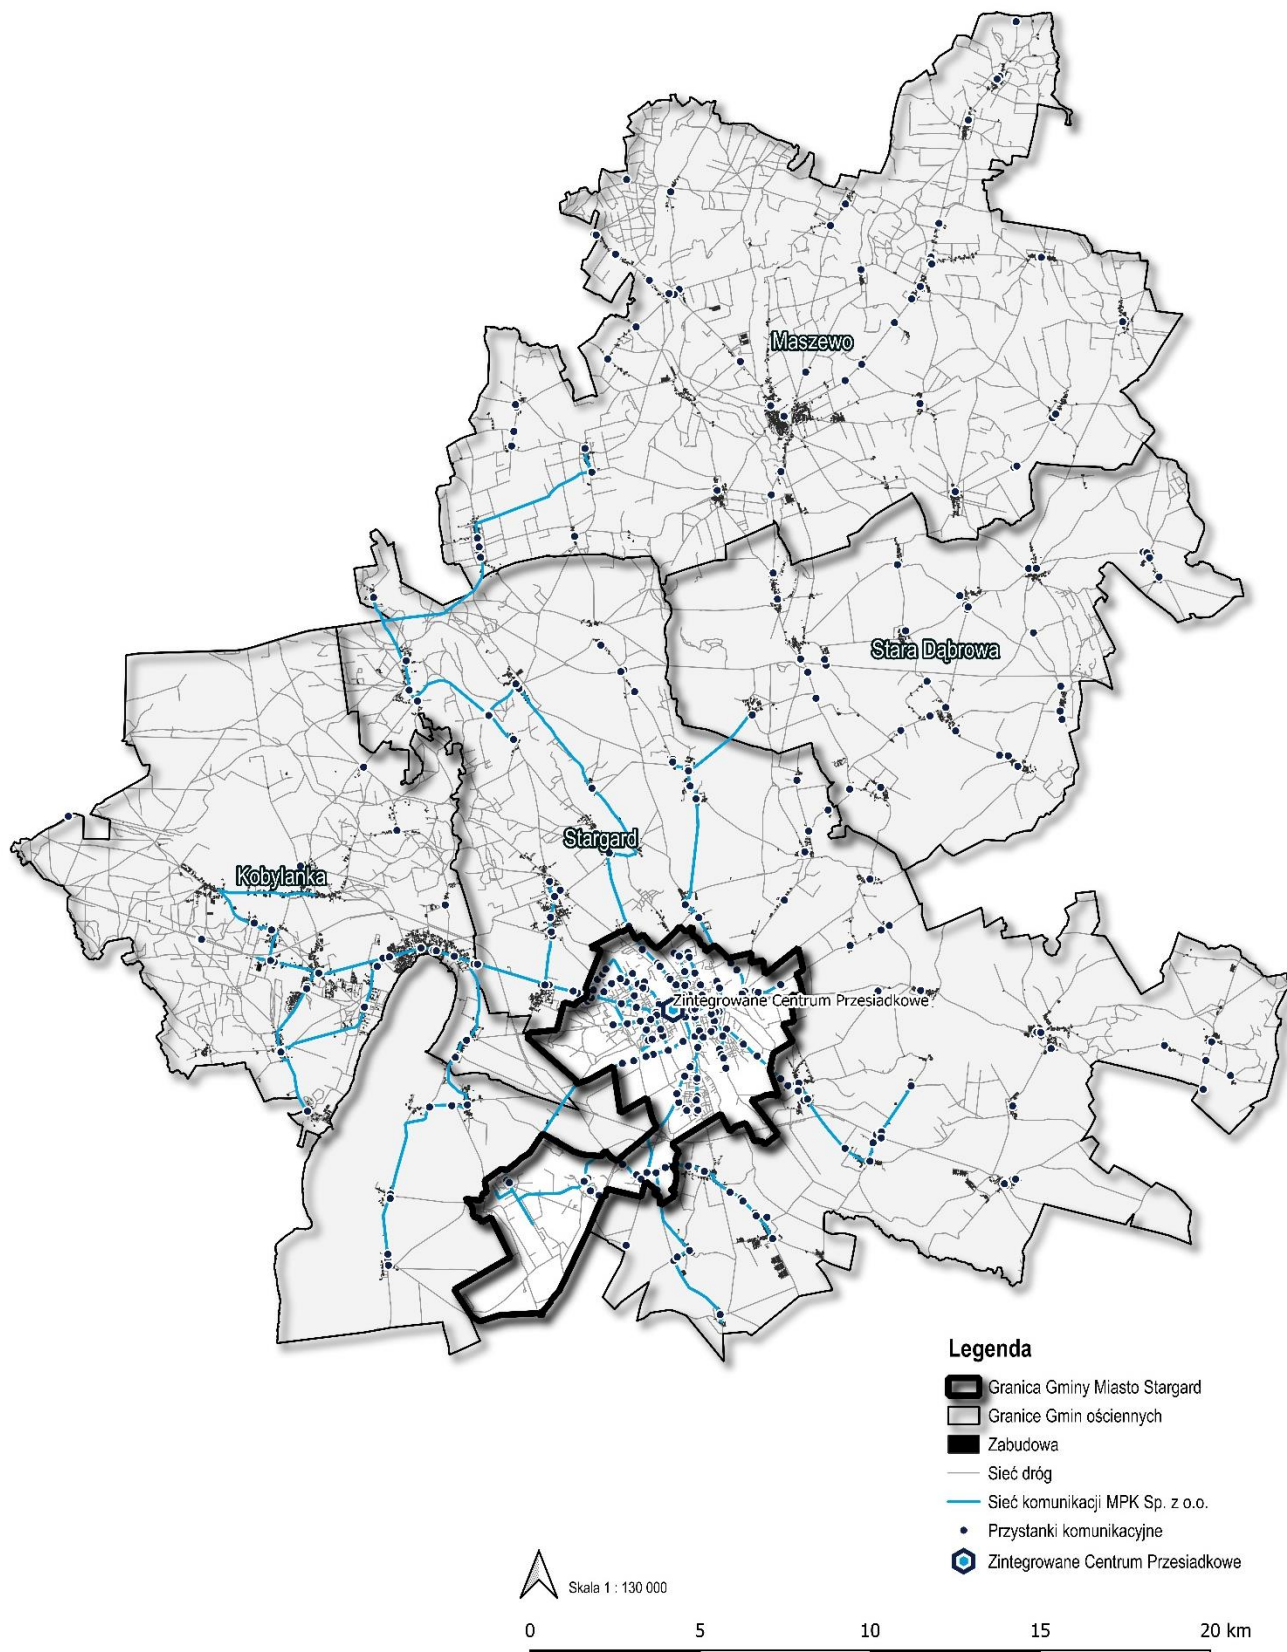 Maszewo
Stara Dąbrowa
Stargard
Kobylanka
Zintegrowane Centrum Przesiadkowe
Legenda
Granica Gminy Miasto Stargard
Granice Gmin ościennych
Zabudowa
Sieć dróg
Sieć komunikacji MPK Sp. z o.o.
Przystanki komunikacyjne
Zintegrowane Centrum Przesiadkowe
Skala 1 : 130 000
0 5 10 15 20 km